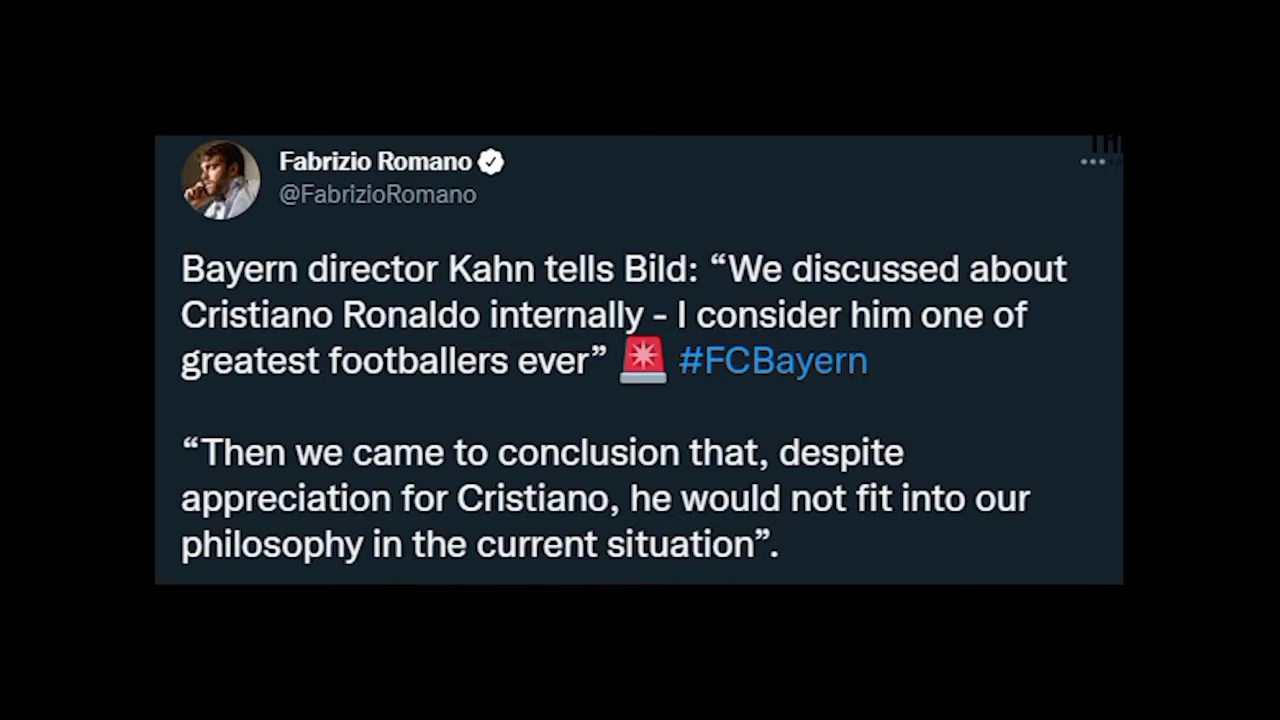 Fabrizio Romano
@FabrizioRomano
Bayern director Kahn tells Bild: “We discussed about
Cristiano Ronaldo internally - I consider him one of
greatest footballers ever” 🚨 #FCBayern
“Then we came to conclusion that, despite
appreciation for Cristiano, he would not fit into our
philosophy in the current situation”.